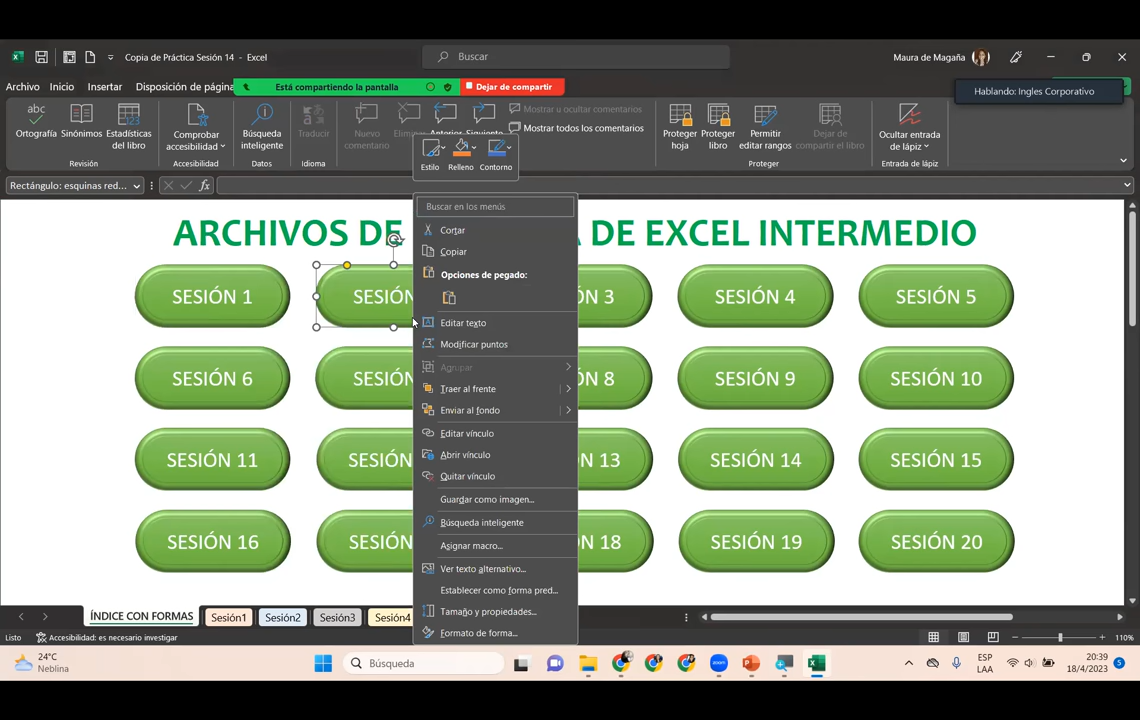 Copia de Práctica Sesión 14 - Excel
Buscar
Maura de Magaña
Archivo
Inicio
Insertar
Disposición de página
Está compartiendo la pantalla
Dejar de compartir
Hablando: Ingles Corporativo
abc
Ortografía
Sinónimos
Estadísticas
del libro
Revisión
Comprobar
accesibilidad
Accesibilidad
Búsqueda
inteligente
Datos
Traducir
Idioma
Nuevo
comentario
Mostrar u ocultar comentario
Mostrar todos los comentarios
Proteger
hoja
Proteger
libro
Permitir
editar rangos
Dejar de
compartir el libro
Proteger
Ocultar entrada
de lápiz
Entrada de lápiz
Estilo
Relleno
Contorno
Rectángulo: esquinas red...
fx
Buscar en los menús
Cortar
Copiar
Opciones de pegado:
Editar texto
Modificar puntos
Agrupar
Traer al frente
Enviar al fondo
Editar vínculo
Abrir vínculo
Quitar vínculo
Guardar como imagen...
Búsqueda inteligente
Asignar macro...
Ver texto alternativo...
Establecer como forma pred...
Tamaño y propiedades...
Formato de forma...
ARCHIVOS DE
A DE EXCEL INTERMEDIO
SESIÓN 1
SESIÓN
N 3
SESIÓN 4
SESIÓN 5
SESIÓN 6
SESIÓN
N 8
SESIÓN 9
SESIÓN 10
SESIÓN 11
SESIÓN
N 13
SESIÓN 14
SESIÓN 15
SESIÓN 16
SESIÓN
N 18
SESIÓN 19
SESIÓN 20
ÍNDICE CON FORMAS
Sesión1
Sesión2
Sesión3
Sesión4
Listo
Accesibilidad: es necesario investigar
110%
24°C
Neblina
Búsqueda
ESP
LAA
20:39
18/4/2023
5